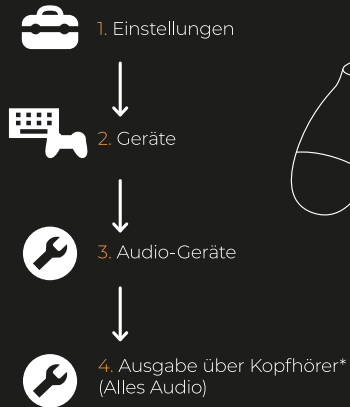 1. Einstellungen
2. Geräte
3. Audio-Geräte
4. Ausgabe über Kopfhörer*
(Alles Audio)